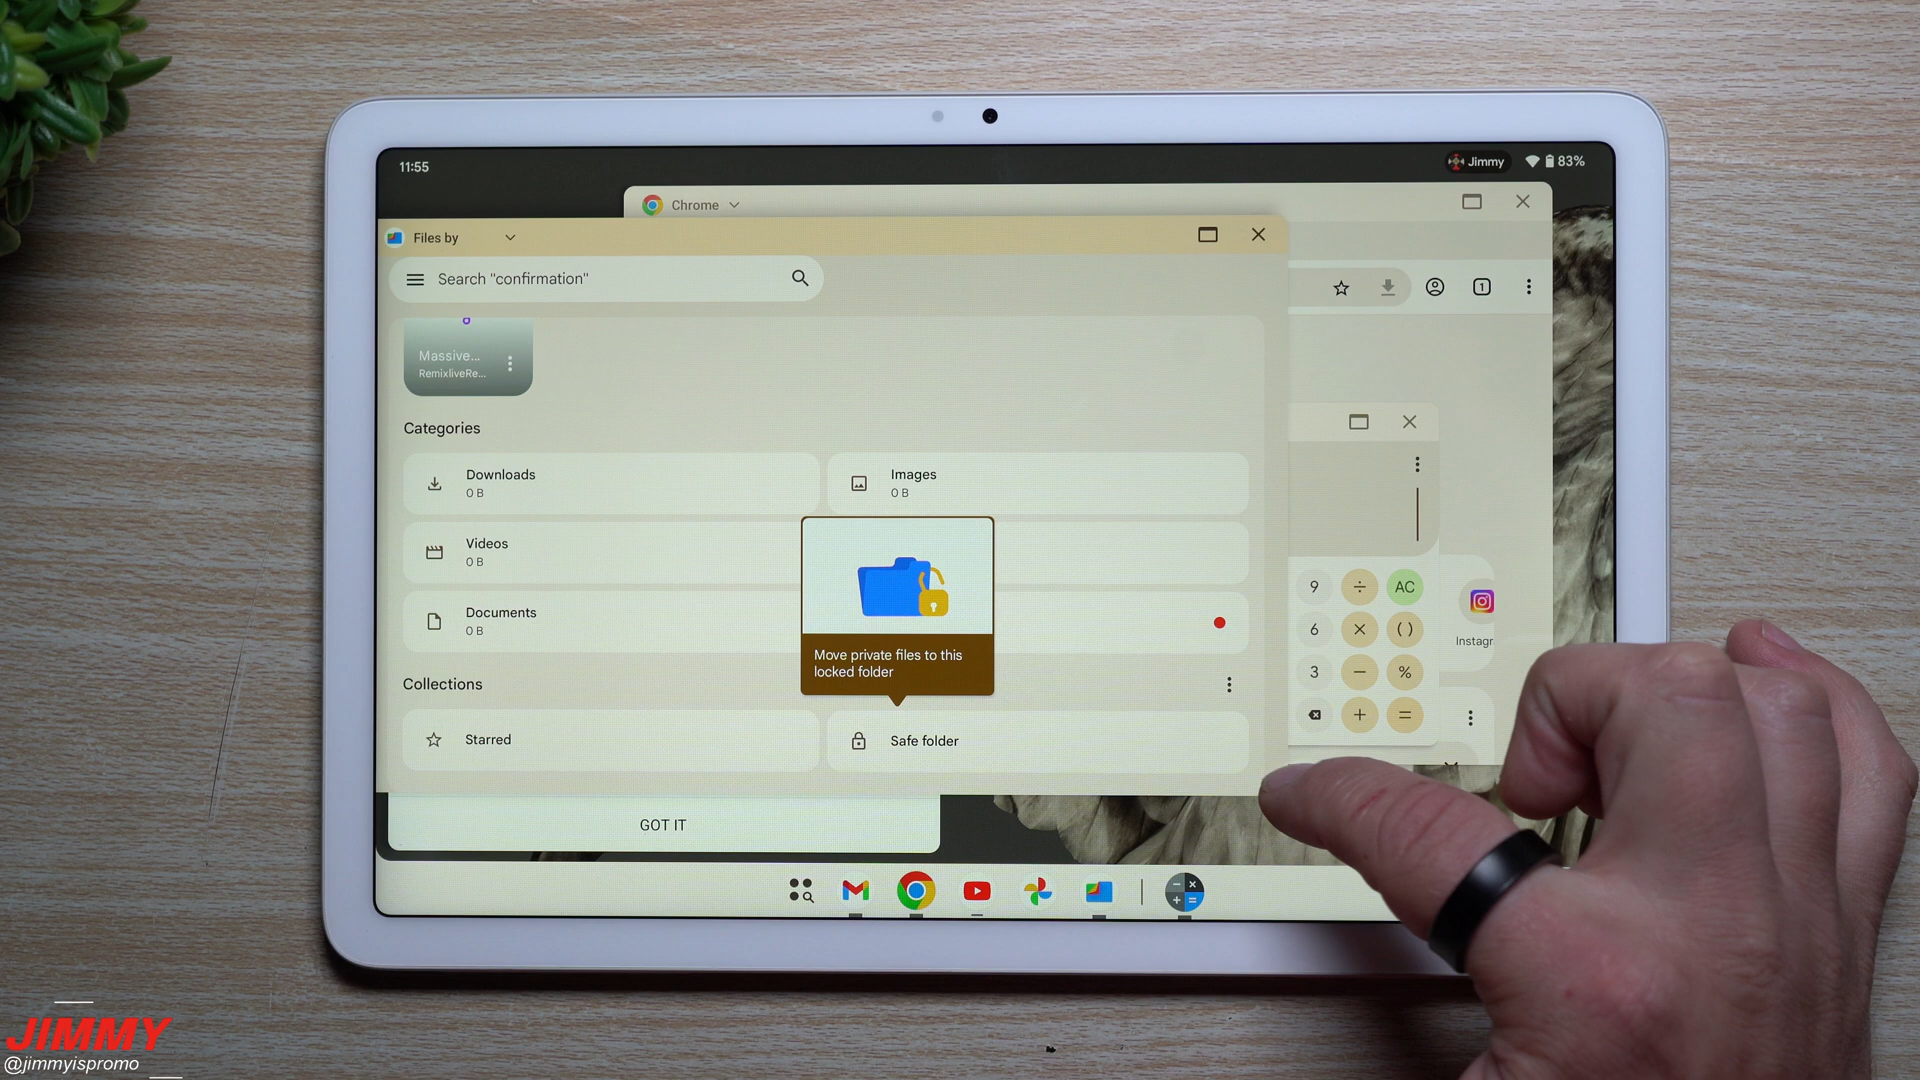 11:55
Jimmy
83%
Chrome
Files by
Search "confirmation"
1
Massive...
RemixliveRe...
Categories
Downloads
0 B
Images
0 B
Videos
0 B
Documents
0 B
Move private files to this
locked folder
Collections
Starred
Safe folder
9 ÷ AC
6 × ( )
3 − %
+ =
Instagr
GOT IT
JIMMY
@jimmyispromo